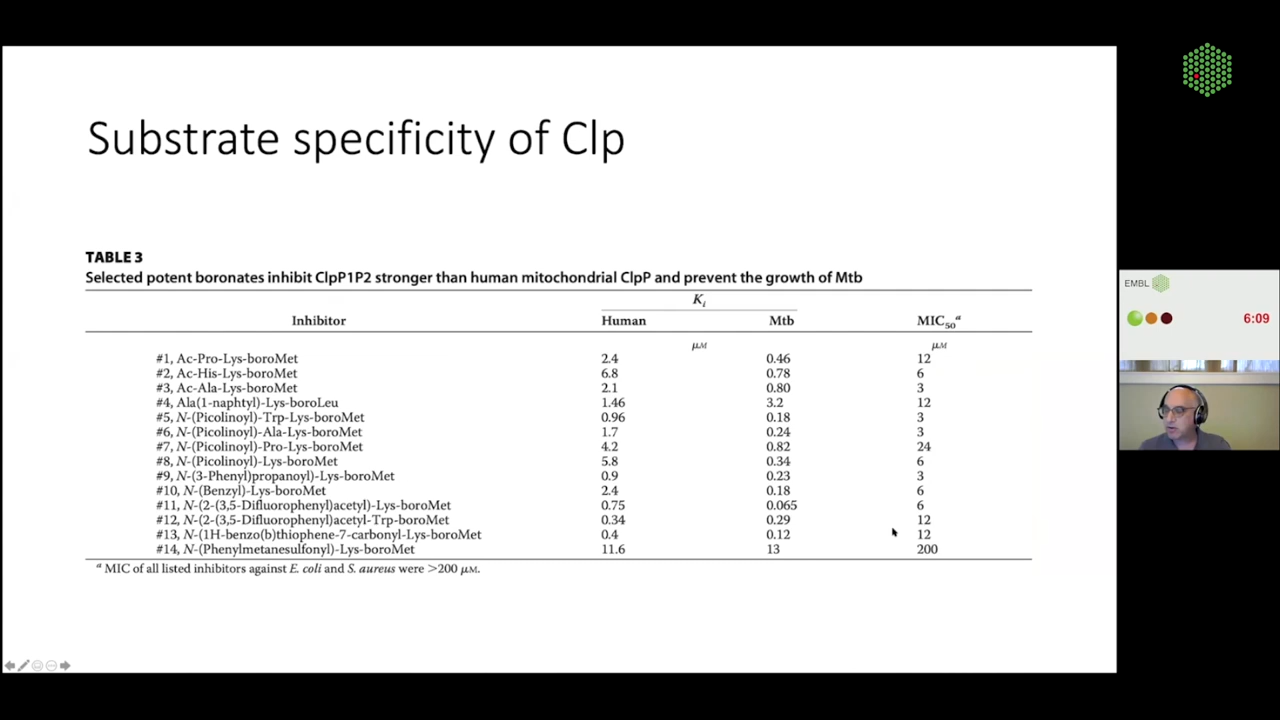 Substrate specificity of Clp
TABLE 3
Selected potent boronates inhibit ClpP1P2 stronger than human mitochondrial ClpP and prevent the growth of Mtb
Ki
Inhibitor Human Mtb MIC50a
μM μM
#1, Ac-Pro-Lys-boroMet 2.4 0.46 12
#2, Ac-His-Lys-boroMet 6.8 0.78 6
#3, Ac-Ala-Lys-boroMet 2.1 0.80 3
#4, Ala(1-naphtyl)-Lys-boroLeu 1.46 3.2 12
#5, N-(Picolinoyl)-Trp-Lys-boroMet 0.96 0.18 3
#6, N-(Picolinoyl)-Ala-Lys-boroMet 1.7 0.24 3
#7, N-(Picolinoyl)-Pro-Lys-boroMet 4.2 0.82 24
#8, N-(Picolinoyl)-Lys-boroMet 5.8 0.34 6
#9, N-(3-Phenyl)propanoyl)-Lys-boroMet 0.9 0.23 3
#10, N-(Benzyl)-Lys-boroMet 2.4 0.18 6
#11, N-(2-(3,5-Difluorophenyl)acetyl)-Lys-boroMet 0.75 0.065 6
#12, N-(2-(3,5-Difluorophenyl)acetyl-Trp-boroMet 0.34 0.29 12
#13, N-(1H-benzo(b)thiophene-7-carbonyl-Lys-boroMet 0.4 0.12 12
#14, N-(Phenylmetanesulfonyl)-Lys-boroMet 11.6 13 200
a MIC of all listed inhibitors against E. coli and S. aureus were >200 μM.
EMBL
6:09